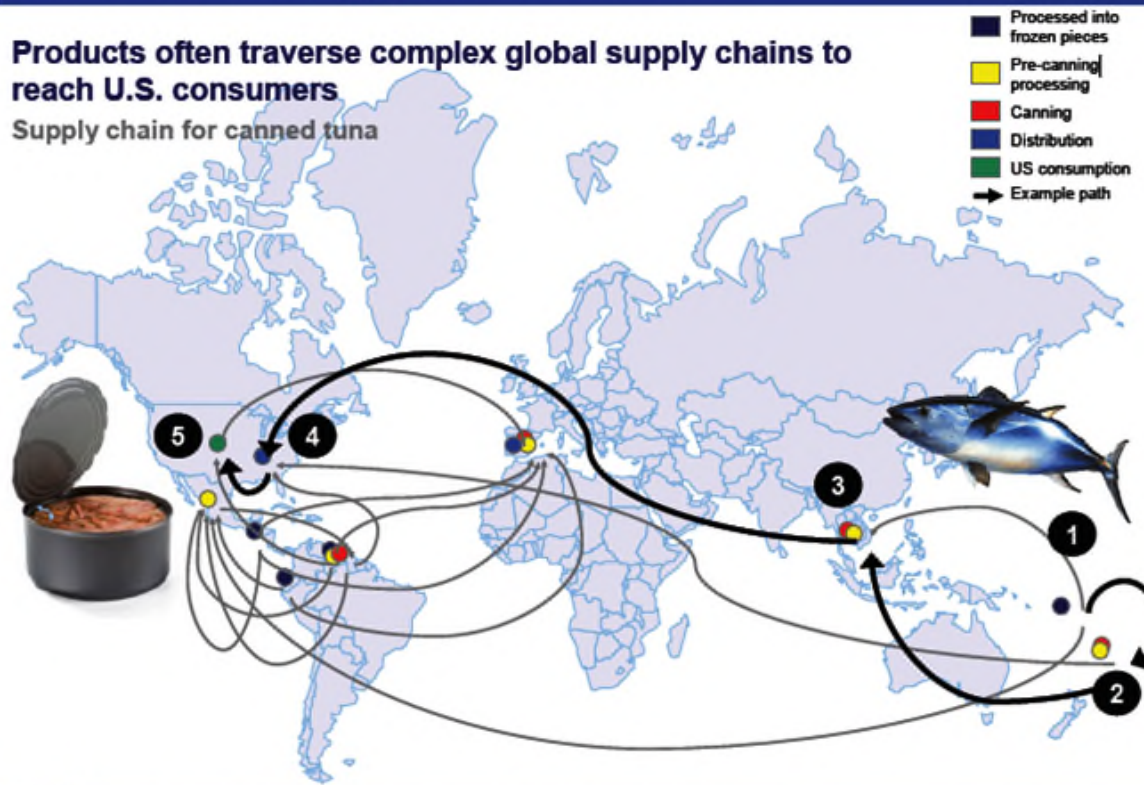 Products often traverse complex global supply chains to
reach U.S. consumers
Supply chain for canned tuna
Processed into
frozen pieces
Pre-canning
processing
Canning
Distribution
US consumption
Example path
5
4
3
1
2